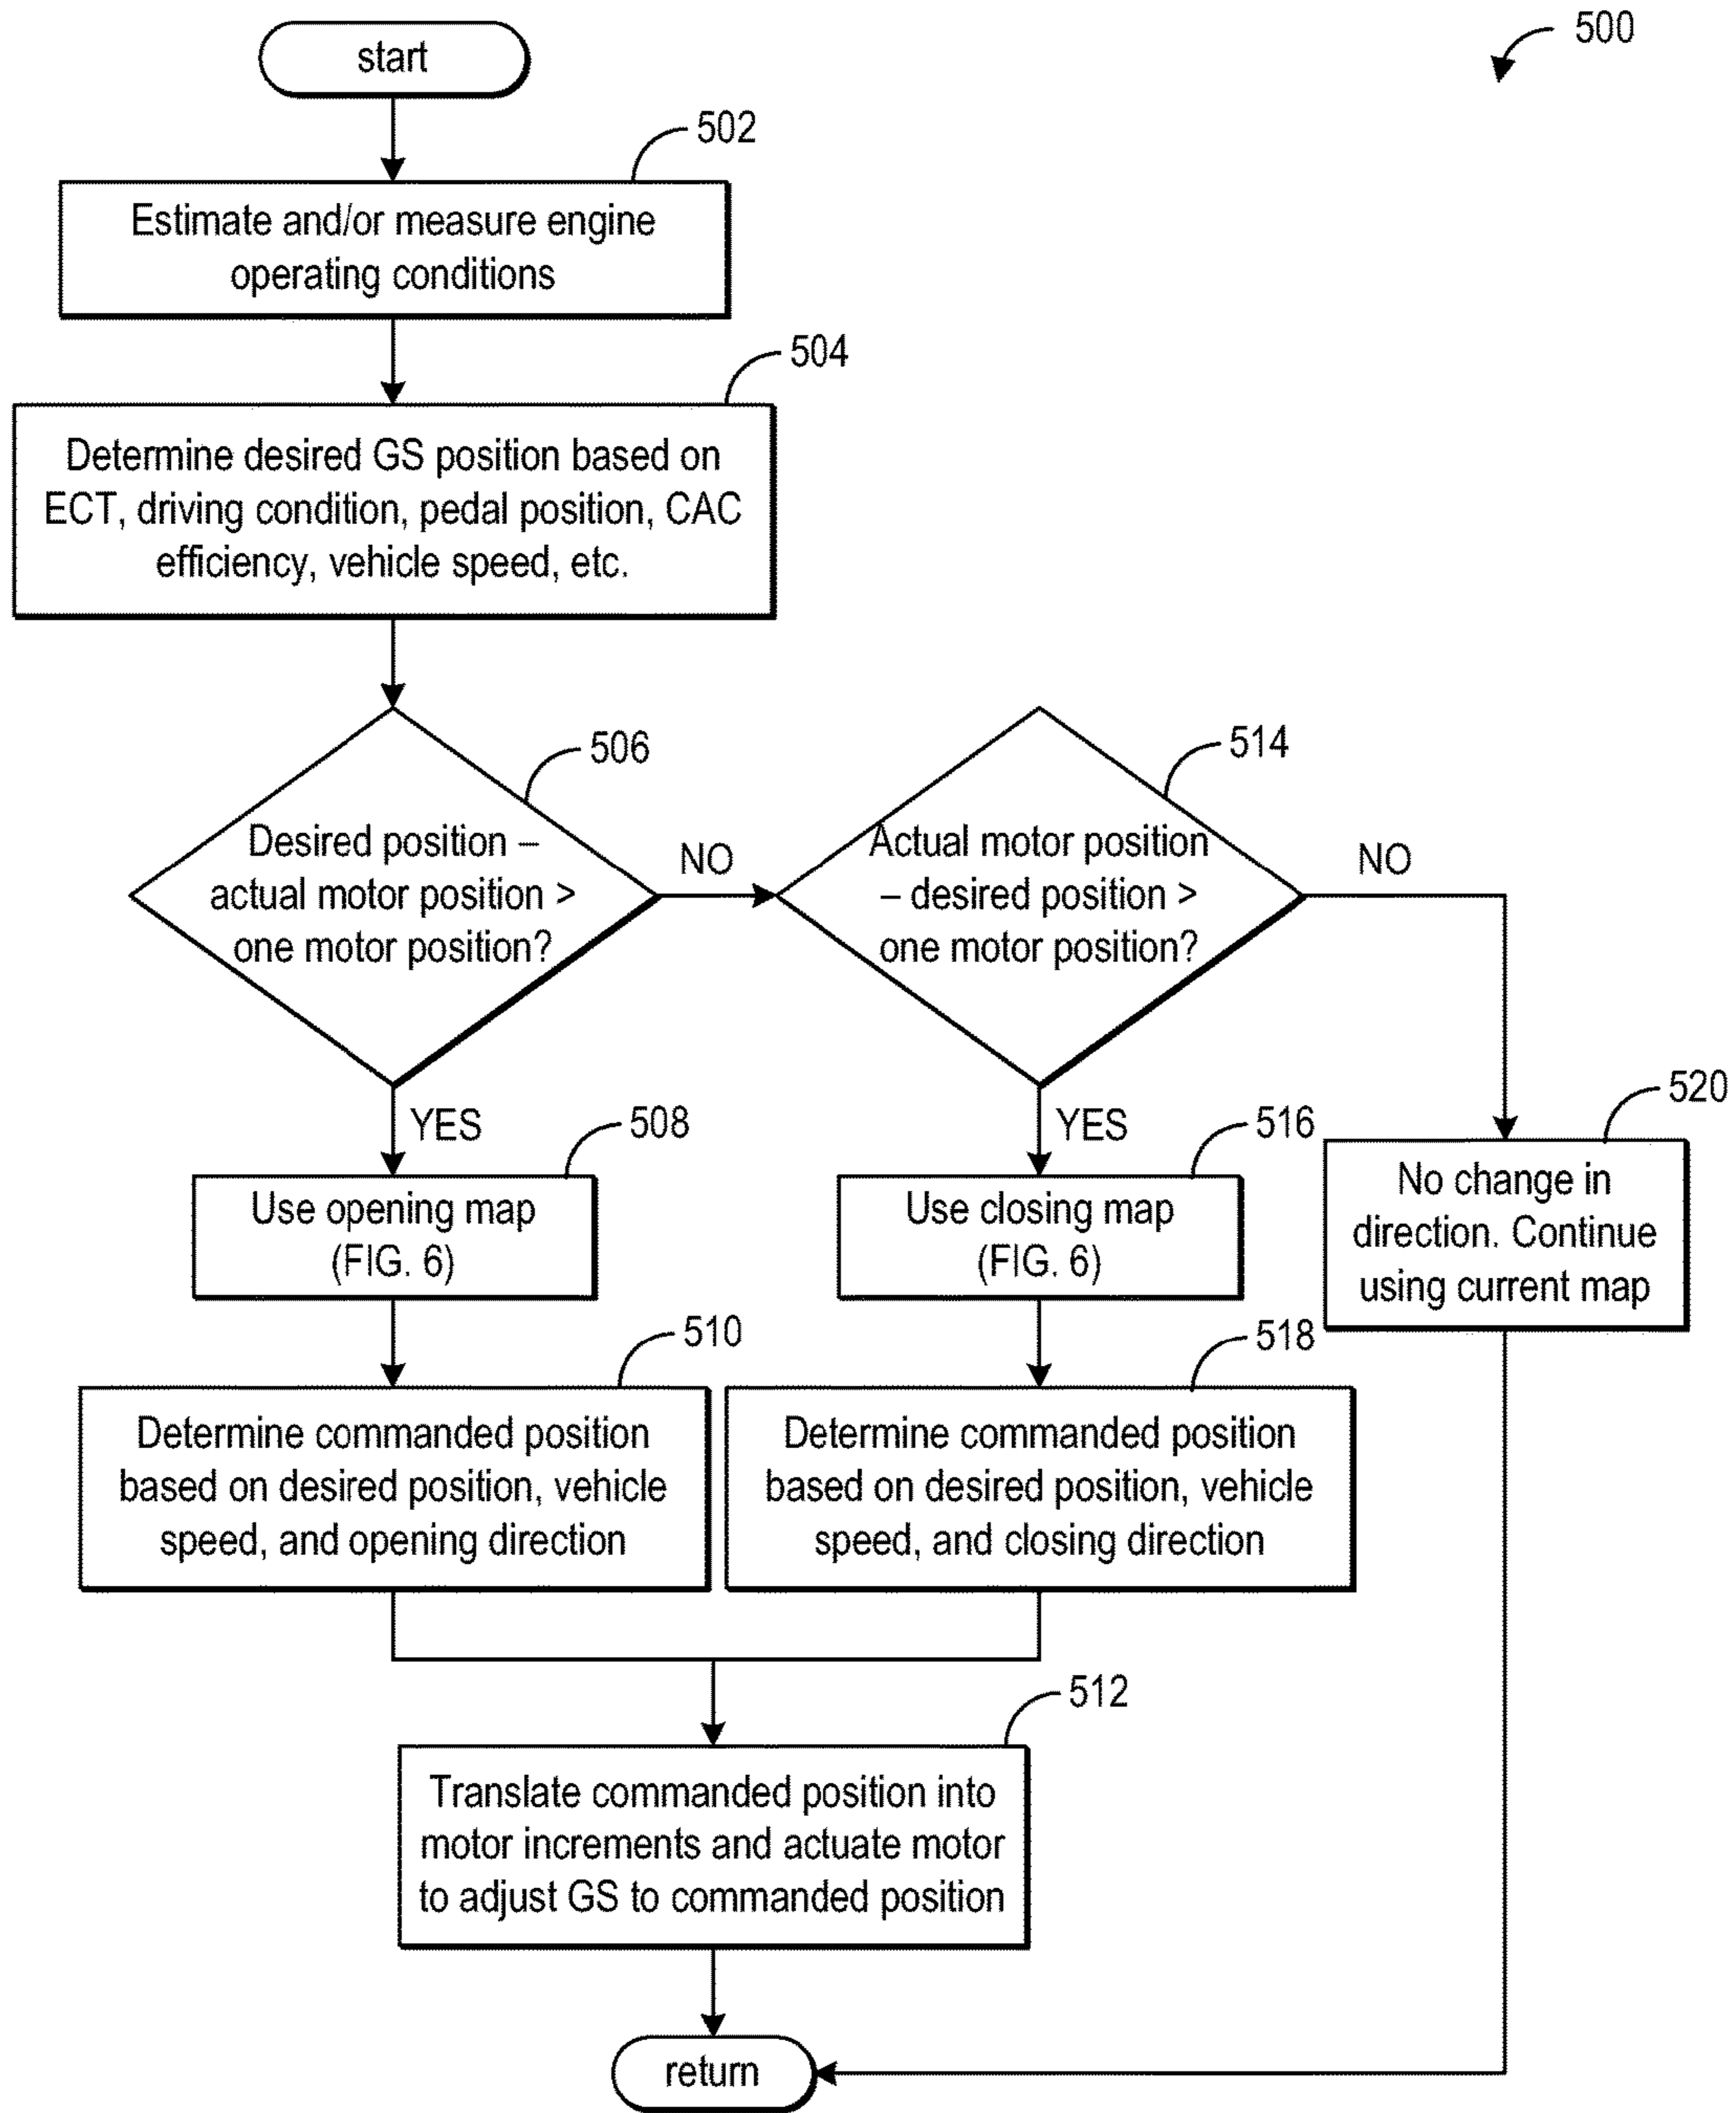 500
start
502
Estimate and/or measure engine
operating conditions
504
Determine desired GS position based on
ECT, driving condition, pedal position, CAC
efficiency, vehicle speed, etc.
506
Desired position –
actual motor position >
one motor position?
NO
514
Actual motor position
– desired position >
one motor position?
NO
YES
508
Use opening map
(FIG. 6)
YES
516
Use closing map
(FIG. 6)
520
No change in
direction. Continue
using current map
510
Determine commanded position
based on desired position, vehicle
speed, and opening direction
518
Determine commanded position
based on desired position, vehicle
speed, and closing direction
512
Translate commanded position into
motor increments and actuate motor
to adjust GS to commanded position
return